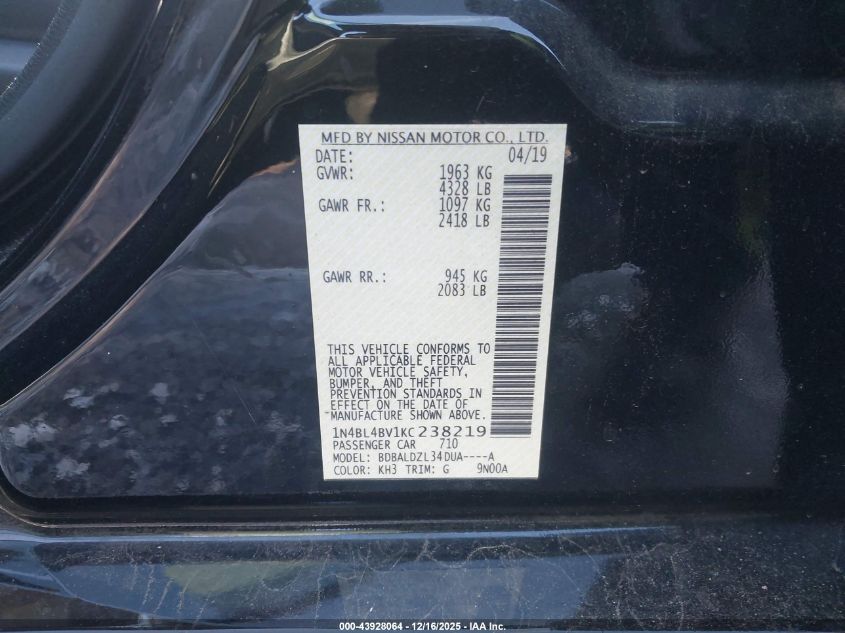 MFD BY NISSAN MOTOR CO., LTD.
DATE: 04/19
GVWR: 1963 KG
4328 LB
GAWR FR.: 1097 KG
2418 LB
GAWR RR.: 945 KG
2083 LB
THIS VEHICLE CONFORMS TO
ALL APPLICABLE FEDERAL
MOTOR VEHICLE SAFETY,
BUMPER, AND THEFT
PREVENTION STANDARDS IN
EFFECT ON THE DATE OF
MANUFACTURE SHOWN ABOVE.
1N4BL4BV1KC238219
PASSENGER CAR 710
MODEL: BDBALDZL34DUA----A
COLOR: KH3 TRIM: G 9N00A
000-43928064 - 12/16/2025 - IAA Inc.